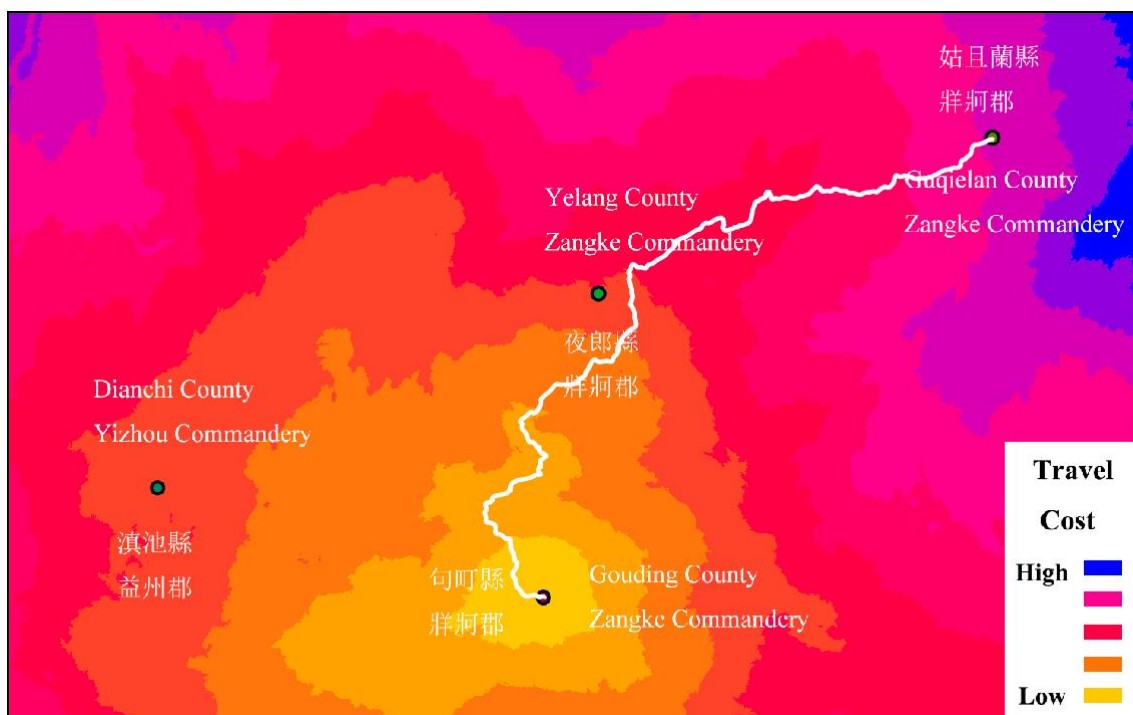 姑且蘭縣
牂牁郡
Guqielan County
Zangke Commandery
Yelang County
Zangke Commandery
夜郎縣
牂牁郡
Dianchi County
Yizhou Commandery
滇池縣
益州郡
句町縣
牂牁郡
Gouding County
Zangke Commandery
Travel
Cost
High
Low